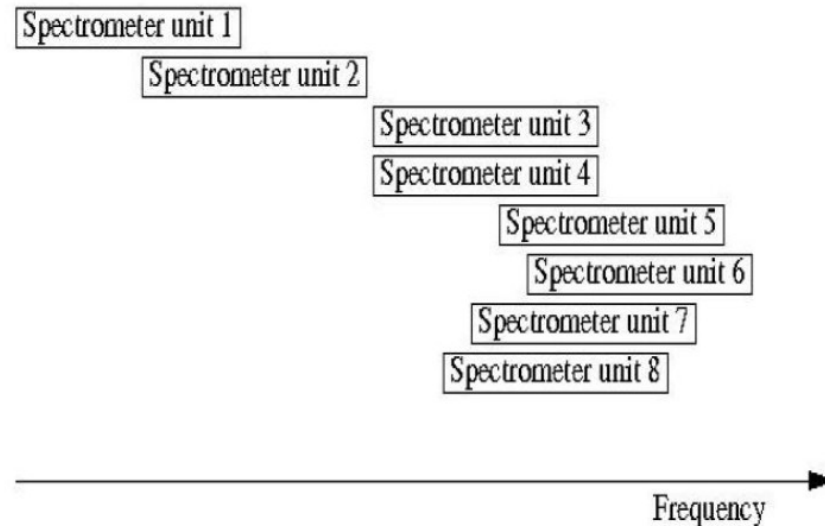 Spectrometer unit 1
Spectrometer unit 2
Spectrometer unit 3
Spectrometer unit 4
Spectrometer unit 5
Spectrometer unit 6
Spectrometer unit 7
Spectrometer unit 8
Frequency